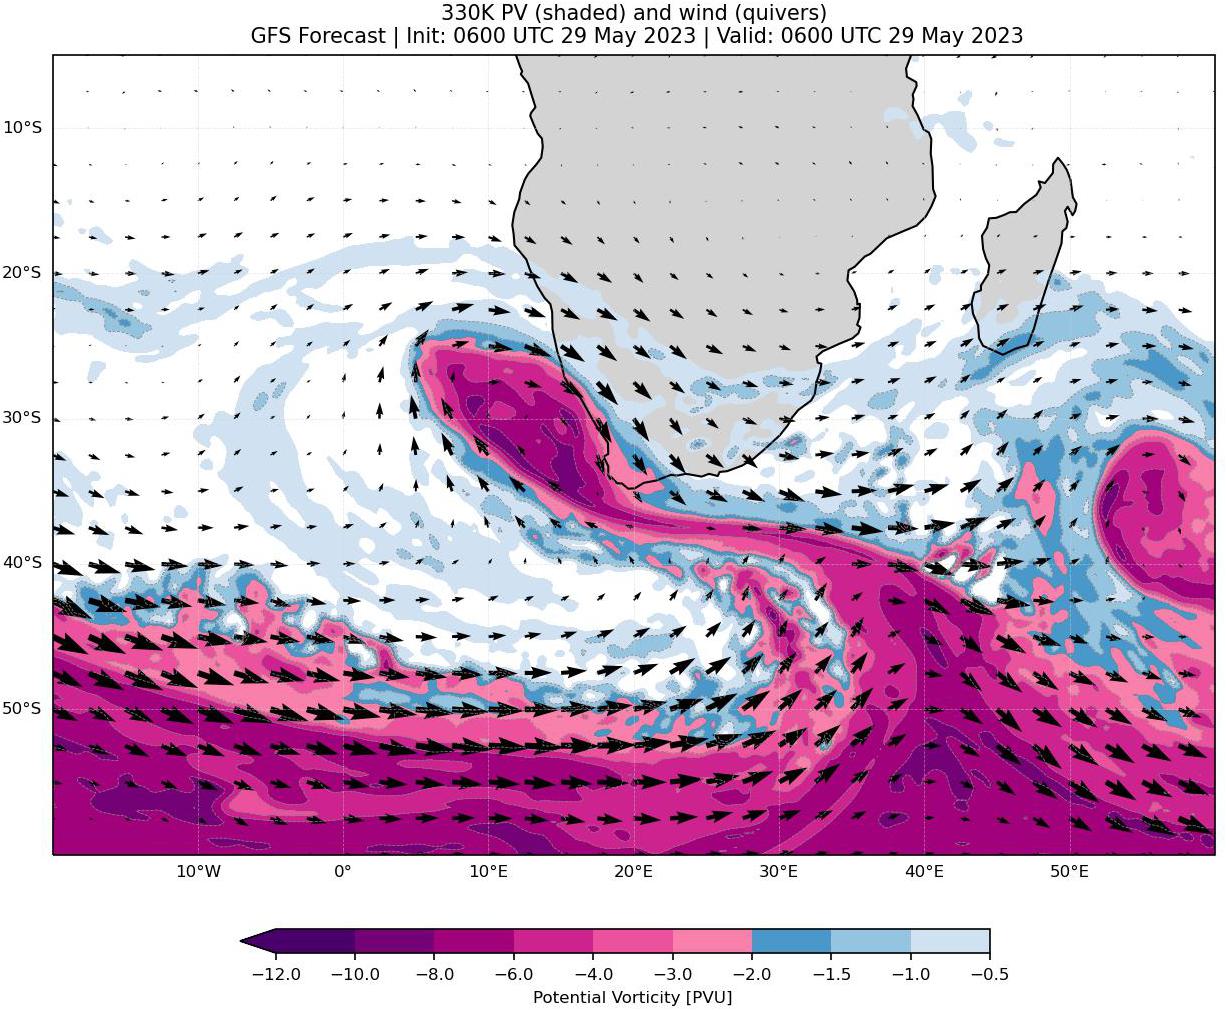 330K PV (shaded) and wind (quivers)
GFS Forecast | Init: 0600 UTC 29 May 2023 | Valid: 0600 UTC 29 May 2023
10°S
20°S
30°S
40°S
50°S
10°W 0° 10°E 20°E 30°E 40°E 50°E
−12.0 −10.0 −8.0 −6.0 −4.0 −3.0 −2.0 −1.5 −1.0 −0.5
Potential Vorticity [PVU]